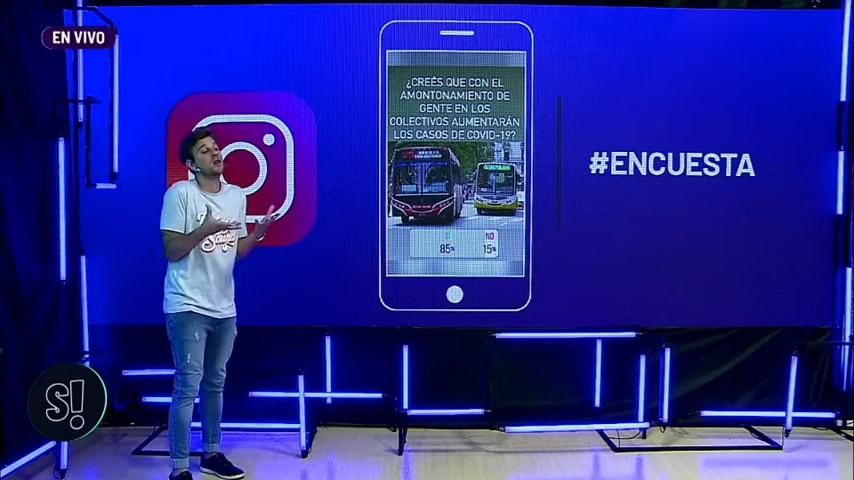 EN VIVO
¿CREÉS QUE CON EL
AMONTONAMIENTO DE
GENTE EN LOS
COLECTIVOS AUMENTARÁN
LOS CASOS DE COVID-19?
#ENCUESTA
SI NO
85% 15%
S!